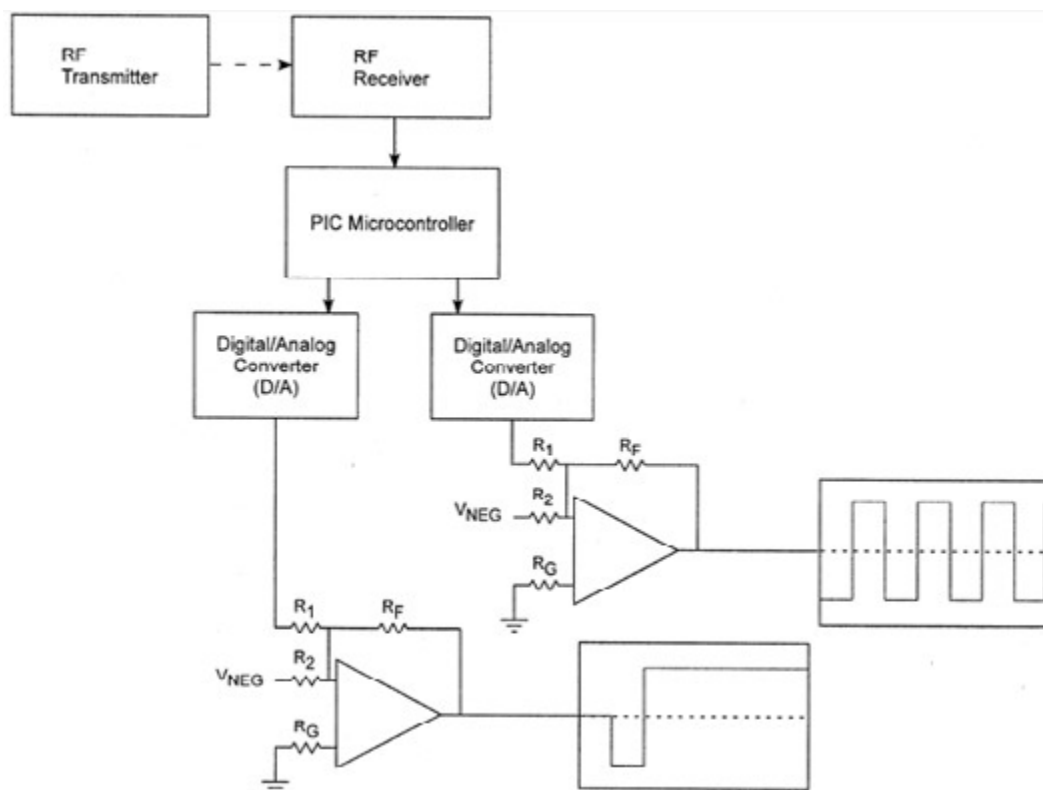 RF
Transmitter
RF
Receiver
PIC Microcontroller
Digital/Analog
Converter
(D/A)
Digital/Analog
Converter
(D/A)
R1
RF
R2
VNEG
RG
R1
RF
R2
VNEG
RG